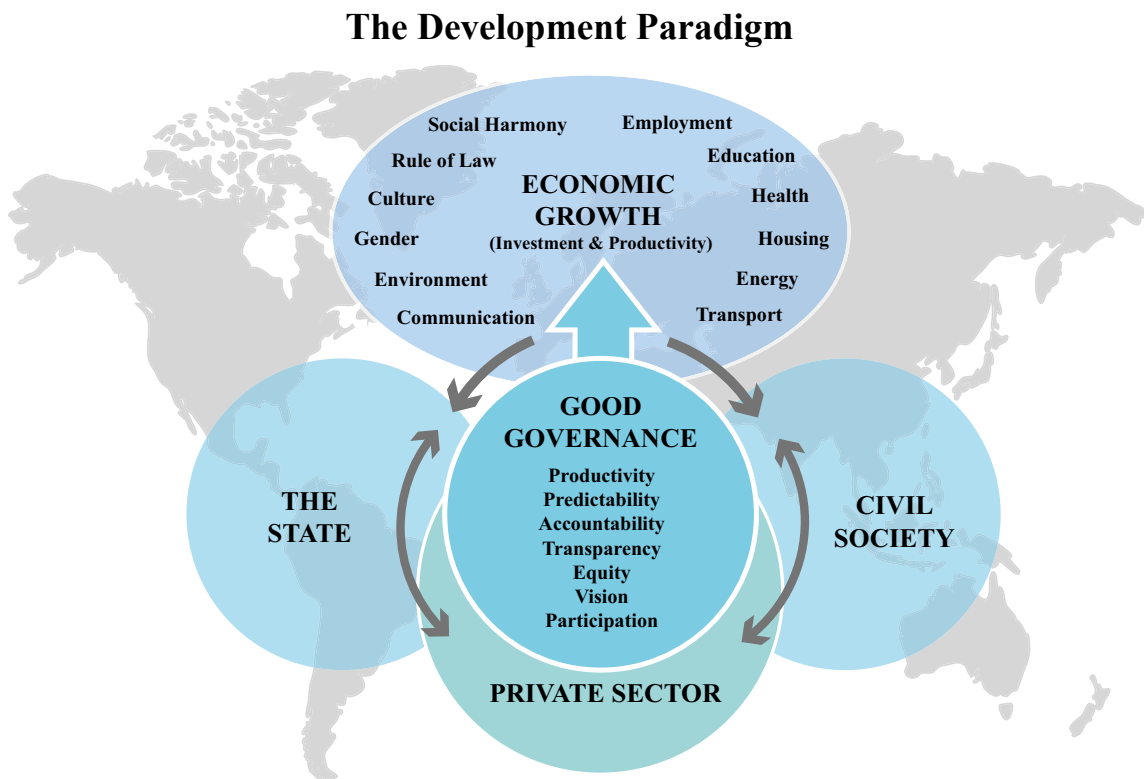 The Development Paradigm
Social Harmony
Employment
Rule of Law
Education
Culture
ECONOMIC
GROWTH
(Investment & Productivity)
Health
Gender
Housing
Environment
Energy
Communication
Transport
GOOD
GOVERNANCE
Productivity
Predictability
Accountability
Transparency
Equity
Vision
Participation
THE
STATE
CIVIL
SOCIETY
PRIVATE SECTOR